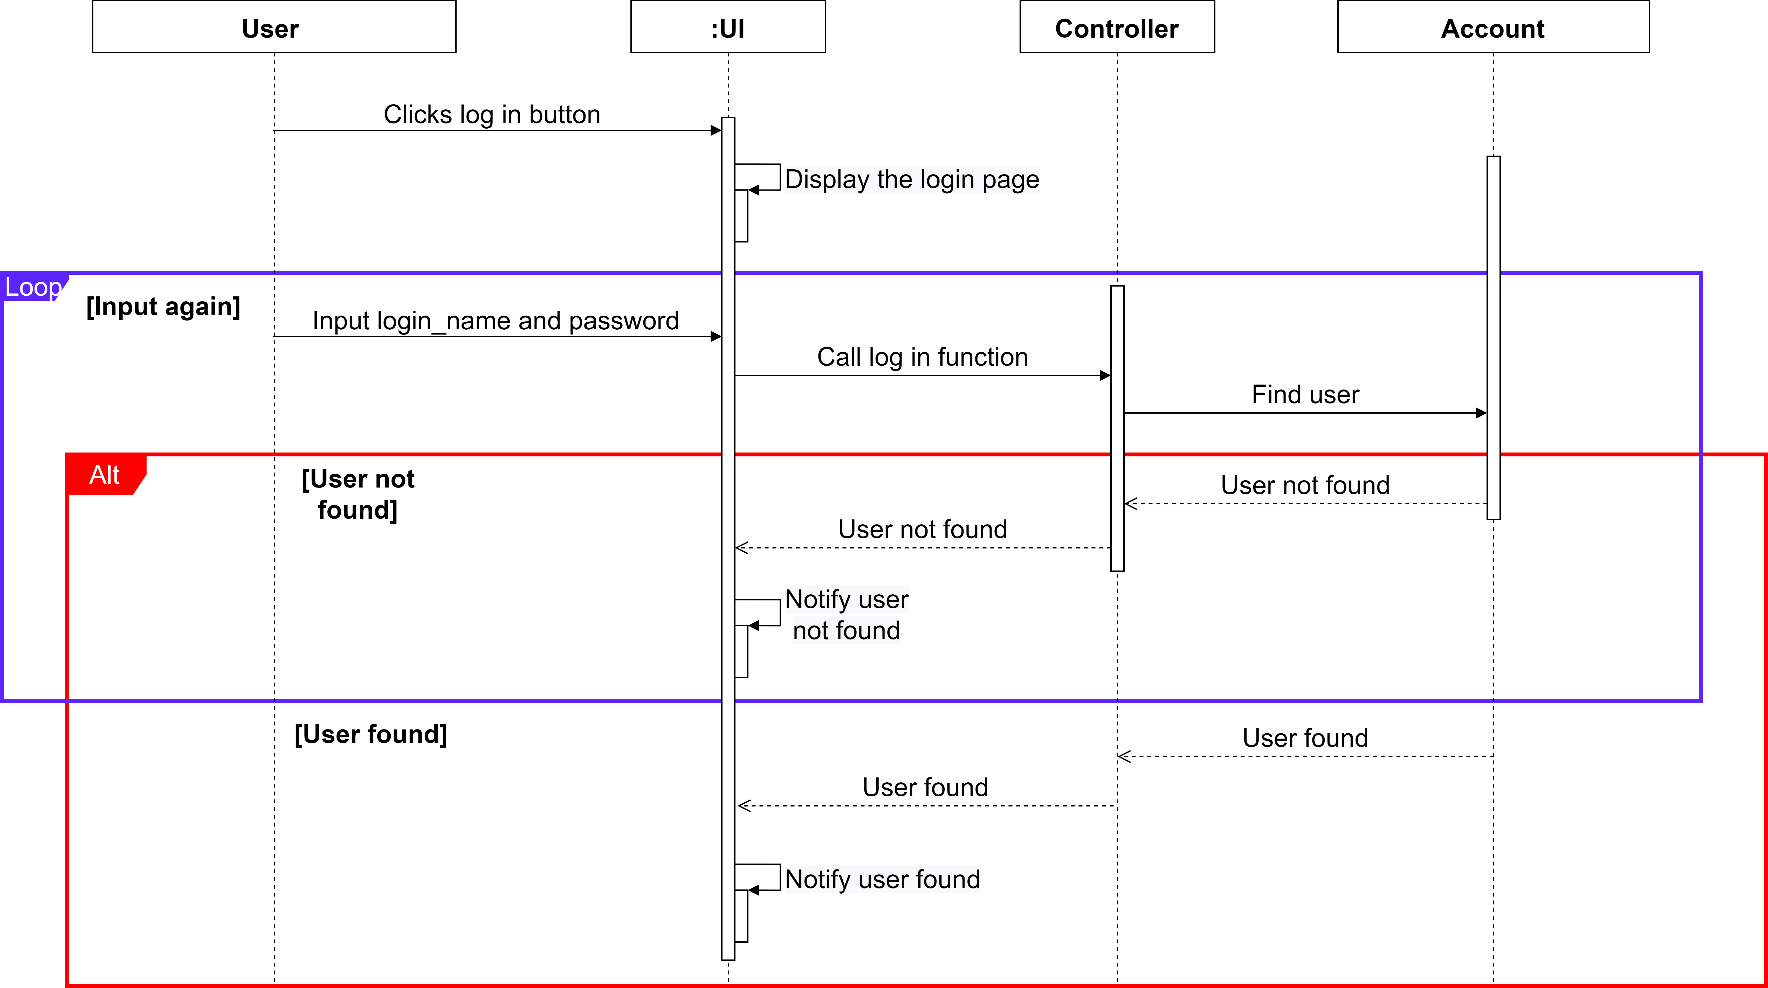 User
:UI
Controller
Account
Clicks log in button
Display the login page
Loop
[Input again]
Input login_name and password
Call log in function
Find user
Alt
[User not
found]
User not found
User not found
Notify user
not found
[User found]
User found
User found
Notify user found